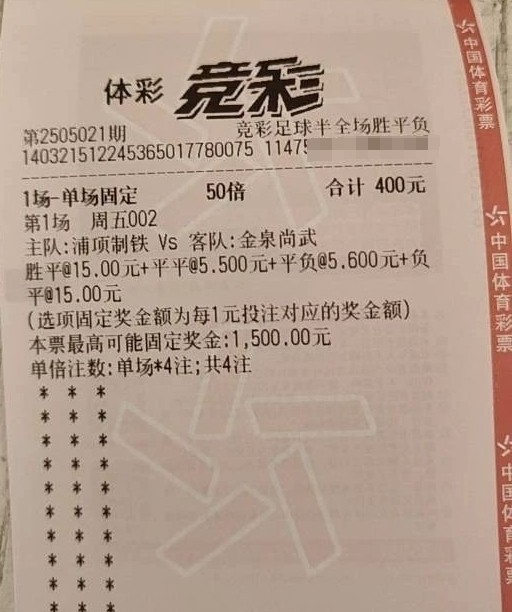 体彩 竞彩
第2505021期 竞彩足球半全场胜平负
140321512245365017780075 11475
1场-单场固定 50倍 合计 400元
第1场 周五002
主队:浦项制铁 Vs 客队:金泉尚武
胜平@15.00元+平平@5.500元+平负@5.600元+负
平@15.00元
(选项固定奖金额为每1元投注对应的奖金额)
本票最高可能固定奖金:1,500.00元
单倍注数:单场*4注;共4注
* * *
* * *
* * *
* * *
* * *
* * *
* * *
* * *
* * *
* * *
中国体育彩票
中国体育彩票
中国体育彩